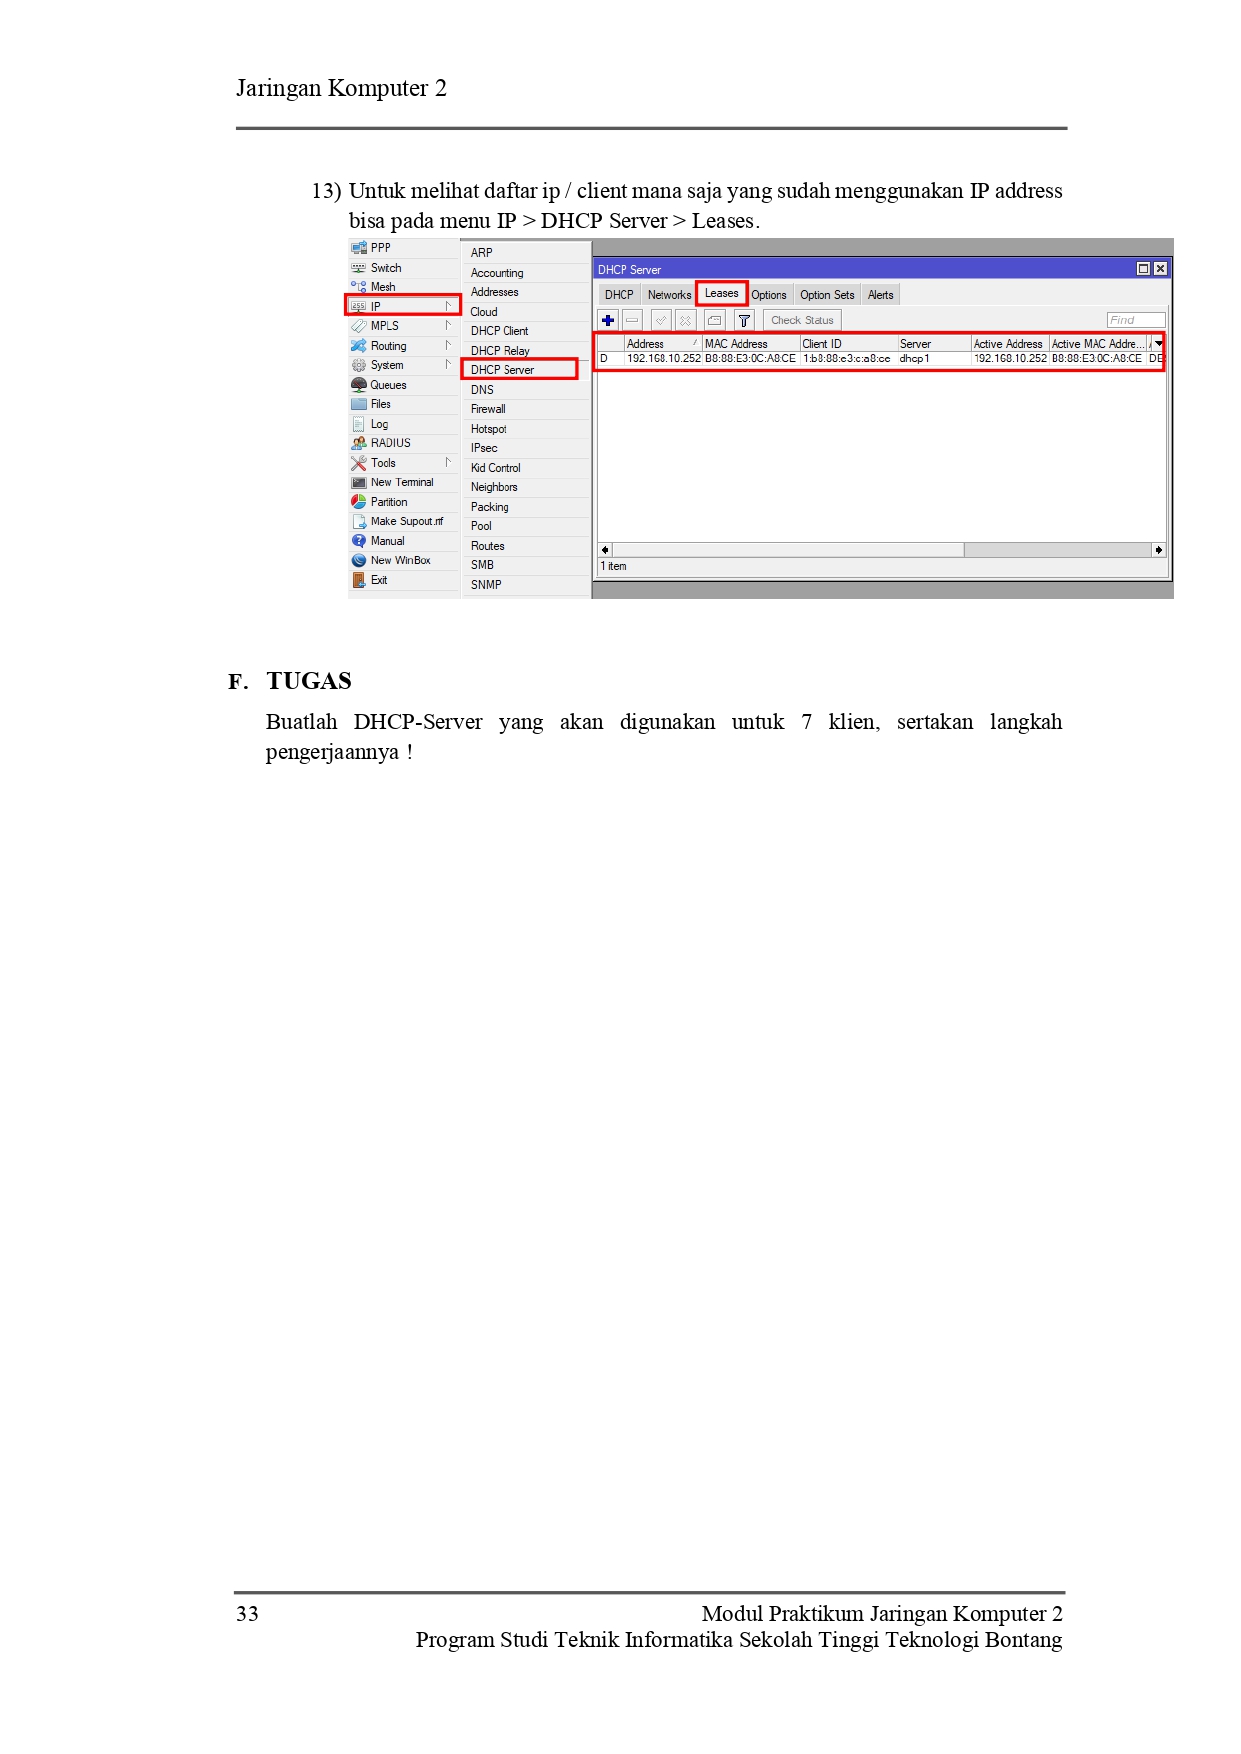 Jaringan Komputer 2
13) Untuk melihat daftar ip / client mana saja yang sudah menggunakan IP address
bisa pada menu IP > DHCP Server > Leases.
PPP
Switch
Mesh
IP
MPLS
Routing
System
Queues
Files
Log
RADIUS
Tools
New Terminal
Partition
Make Supout.rif
Manual
New WinBox
Exit
ARP
Accounting
Addresses
Cloud
DHCP Client
DHCP Relay
DHCP Server
DNS
Firewall
Hotspot
IPsec
Kid Control
Neighbors
Packing
Pool
Routes
SMB
SNMP
DHCP Server
DHCP Networks Leases Options Option Sets Alerts
Check Status Find
Address MAC Address Client ID Server Active Address Active MAC Addre...
D 192.168.10.252 B8:88:E3:0C:A8:CE 1:b8:88:e3:c:a8:ce dhcp1 192.168.10.252 B8:88:E3:0C:A8:CE
1 item
F. TUGAS
Buatlah DHCP-Server yang akan digunakan untuk 7 klien, sertakan langkah
pengerjaannya !
33 Modul Praktikum Jaringan Komputer 2
Program Studi Teknik Informatika Sekolah Tinggi Teknologi Bontang